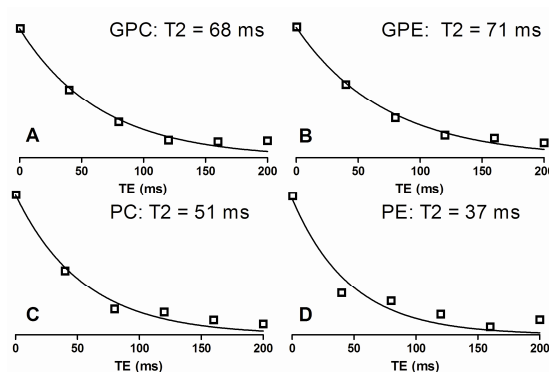 GPC: T2 = 68 ms
A
0 50 100 150 200
TE (ms)
GPE: T2 = 71 ms
B
0 50 100 150 200
TE (ms)
PC: T2 = 51 ms
C
0 50 100 150 200
TE (ms)
PE: T2 = 37 ms
D
0 50 100 150 200
TE (ms)